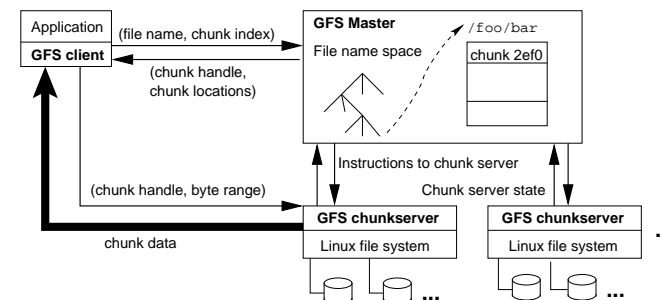 Application
GFS client
(file name, chunk index)
(chunk handle,
chunk locations)
GFS Master
File name space
/foo/bar
chunk 2ef0
Instructions to chunk server
Chunk server state
(chunk handle, byte range)
chunk data
GFS chunkserver
Linux file system
...
GFS chunkserver
Linux file system
...
.